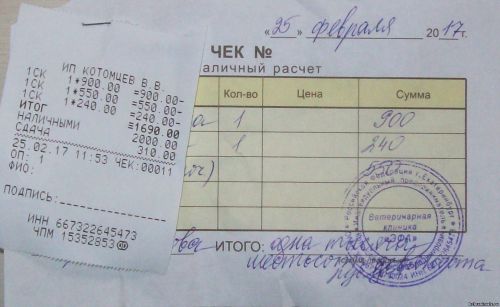 «25» февраля 2017 г.
ЧЕК №
наличный расчет
Кол-во Цена Сумма
1 900
1 240
ИТОГО: одна
Ветеринарная
клиника
ИП КОТОМЦЕВ В.В.
1СК 1*900.00 =900.00-
1СК 1*550.00 =550.00-
1СК 1*240.00 =240.00-
ИТОГ ≡1690.00
НАЛИЧНЫМИ 2000.00
СДАЧА 310.00
25.02.17 11:53 ЧЕК:00011
ОП: 1
ФИО:
ПОДПИСЬ:
ИНН 667322645473
ЧПМ 15352853